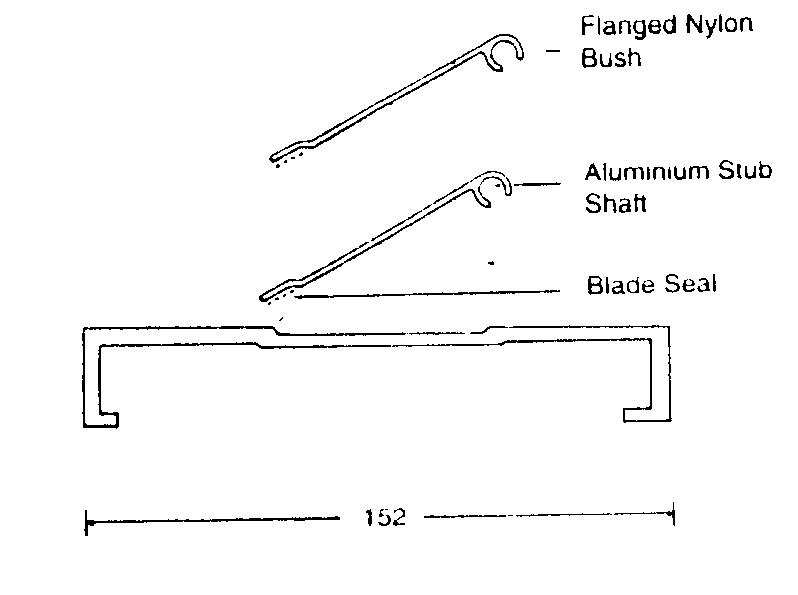 Flanged Nylon
Bush
Aluminium Stub
Shaft
Blade Seal
152